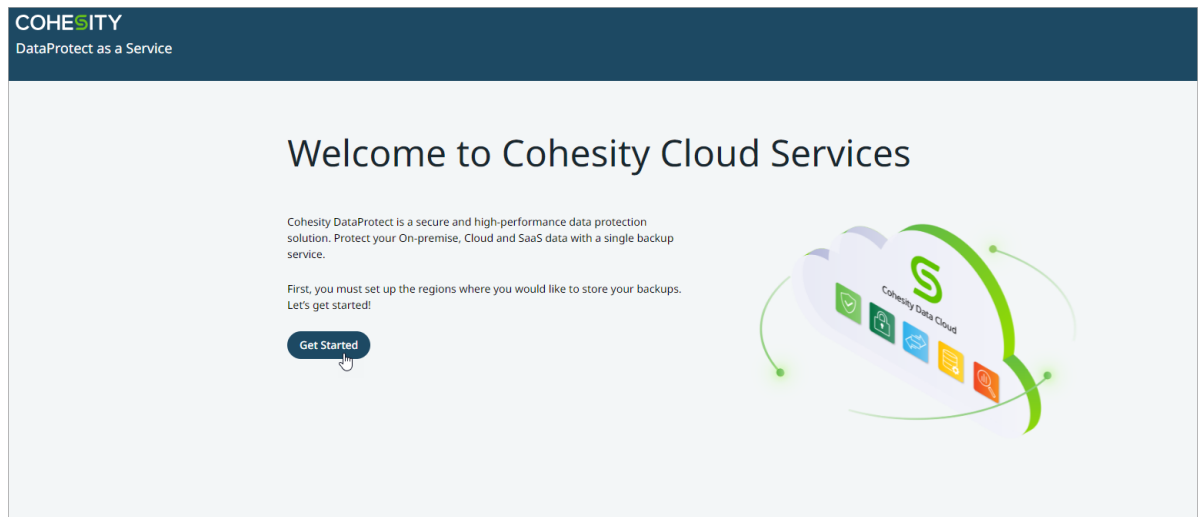 COHESITY
DataProtect as a Service
Welcome to Cohesity Cloud Services
Cohesity DataProtect is a secure and high-performance data protection
solution. Protect your On-premise, Cloud and SaaS data with a single backup
service.
First, you must set up the regions where you would like to store your backups.
Let's get started!
Get Started
Cohesity Data Cloud